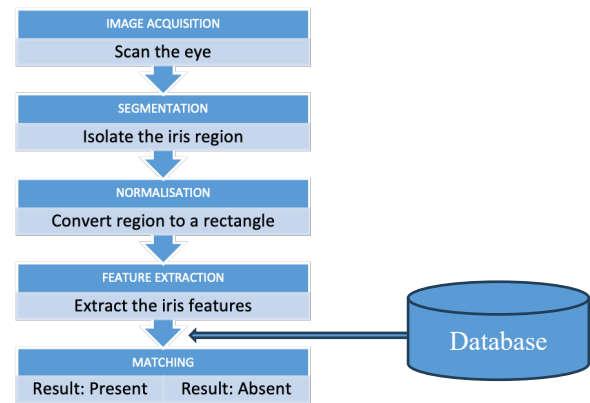 IMAGE ACQUISITION
Scan the eye
SEGMENTATION
Isolate the iris region
NORMALISATION
Convert region to a rectangle
FEATURE EXTRACTION
Extract the iris features
Database
MATCHING
Result: Present
Result: Absent